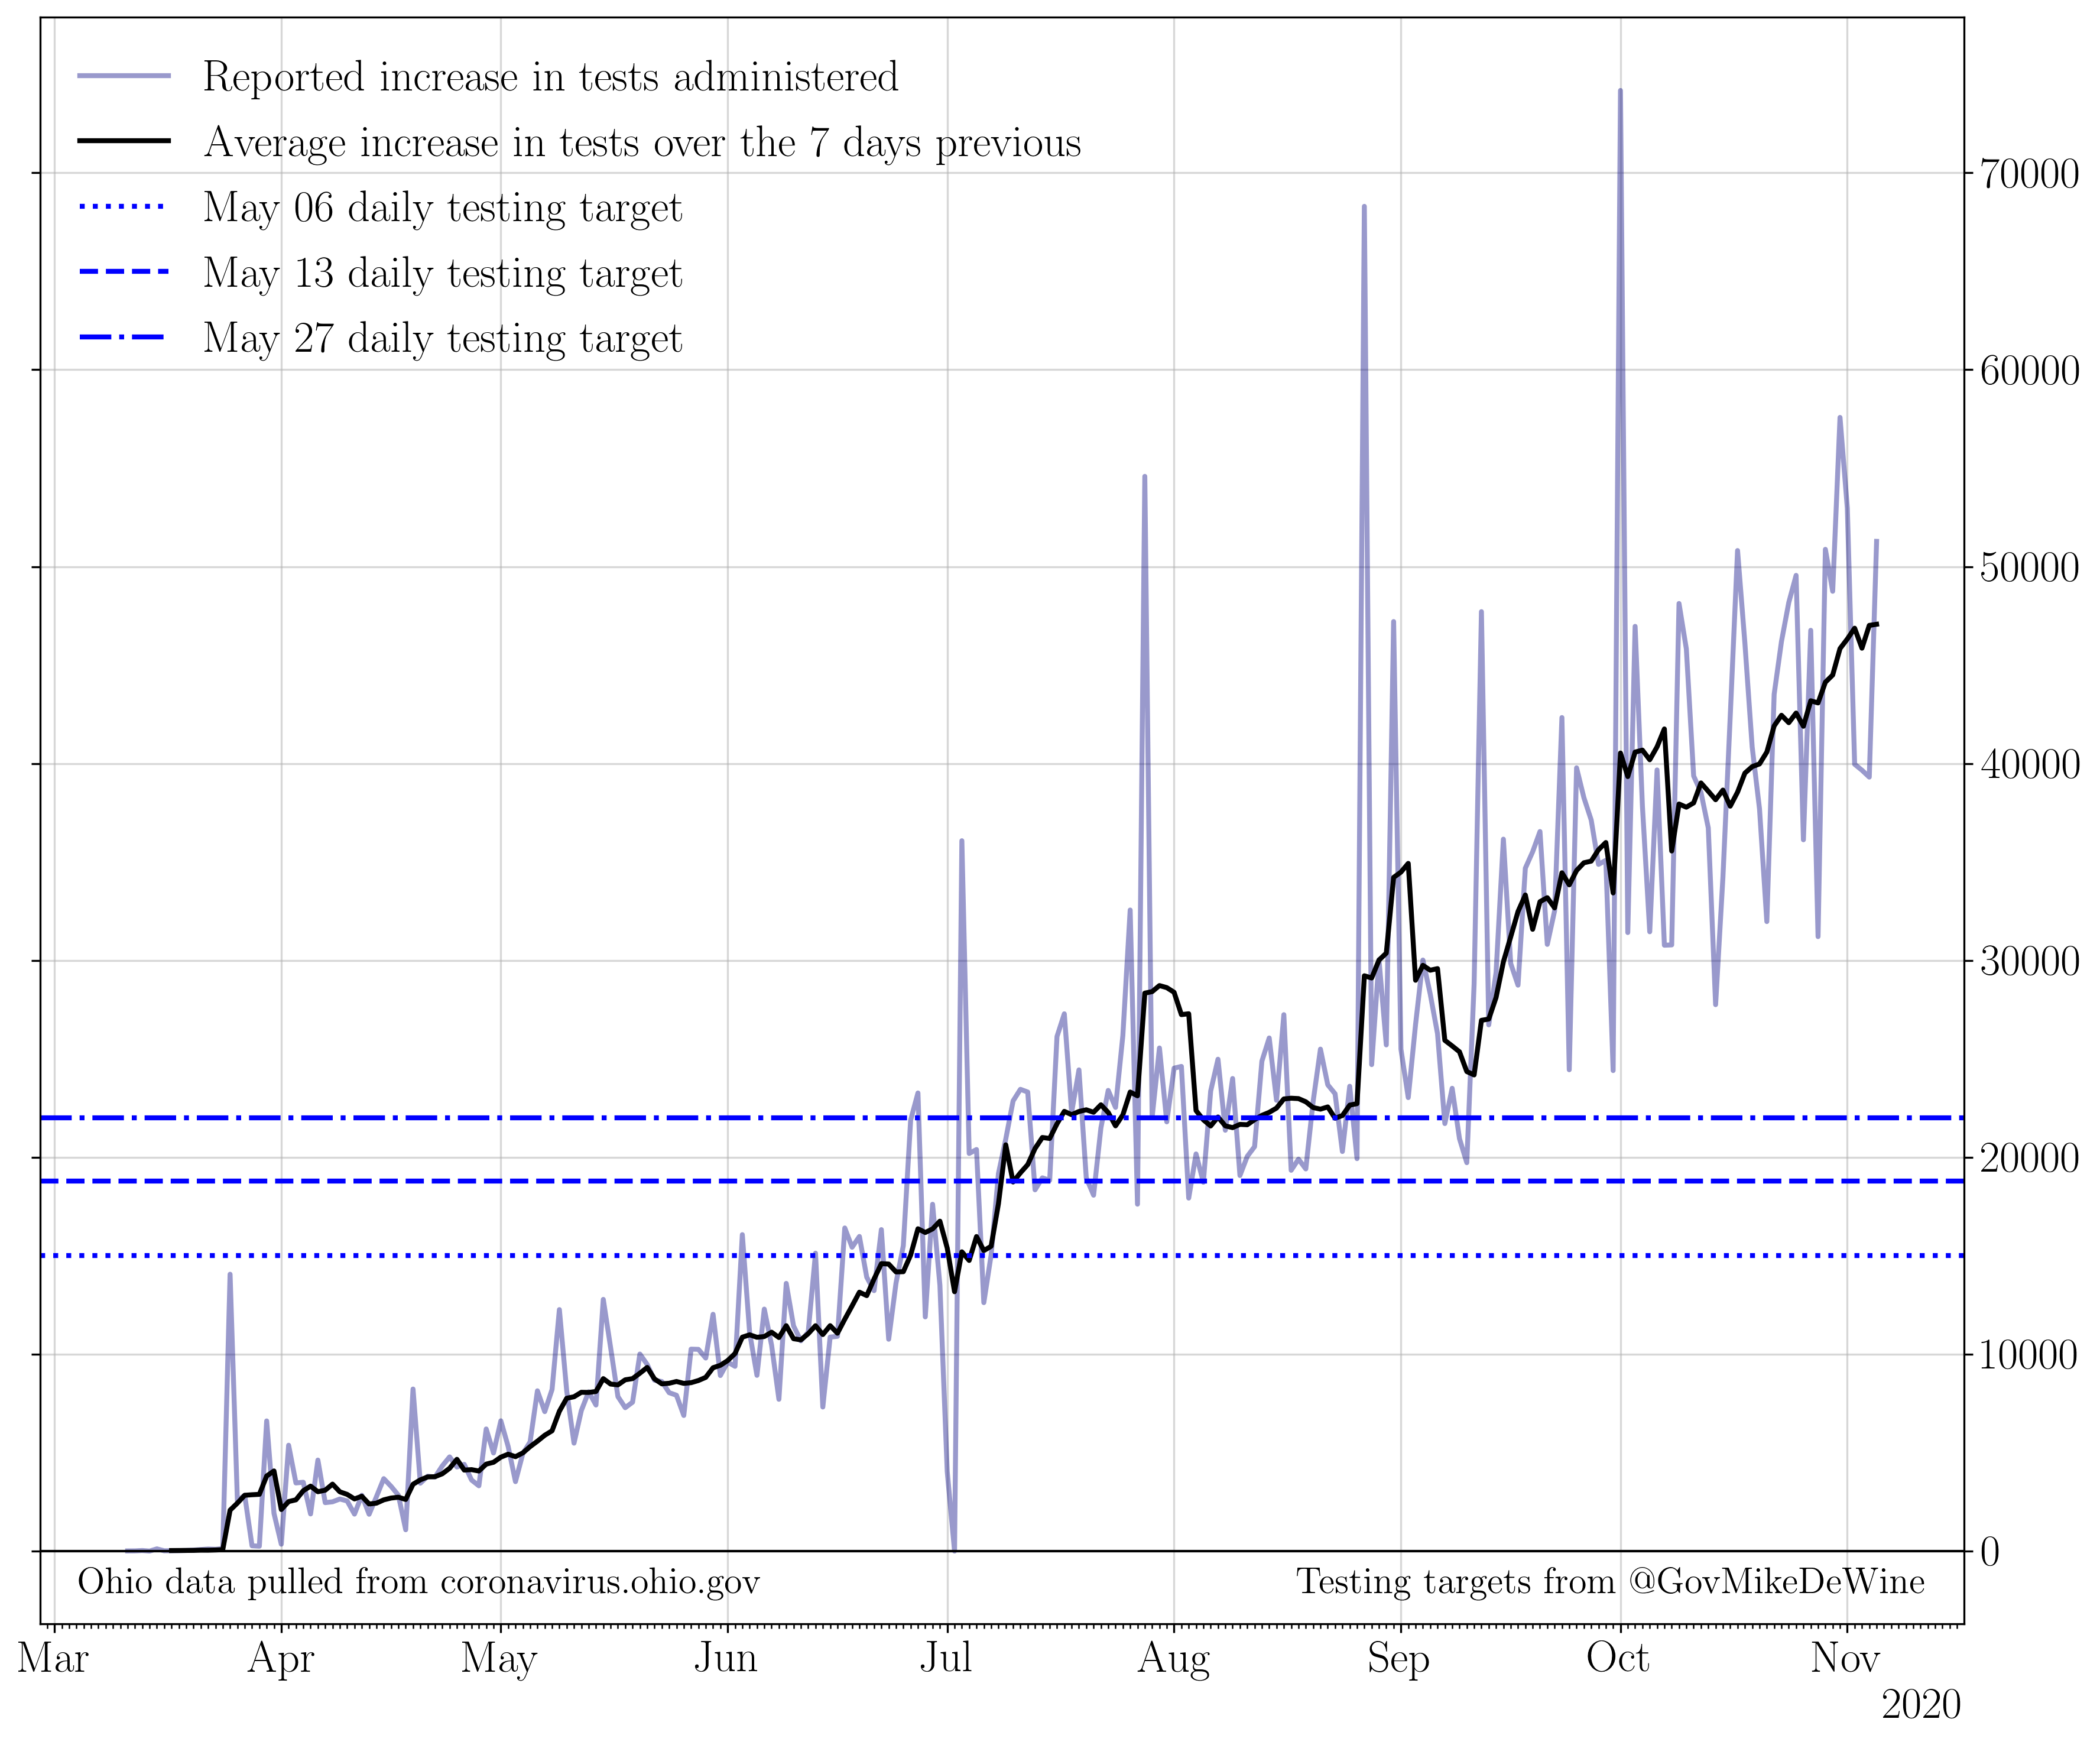 Reported increase in tests administered
Average increase in tests over the 7 days previous
May 06 daily testing target
May 13 daily testing target
May 27 daily testing target
70000
60000
50000
40000
30000
20000
10000
0
Ohio data pulled from coronavirus.ohio.gov
Testing targets from @GovMikeDeWine
Mar Apr May Jun Jul Aug Sep Oct Nov
2020